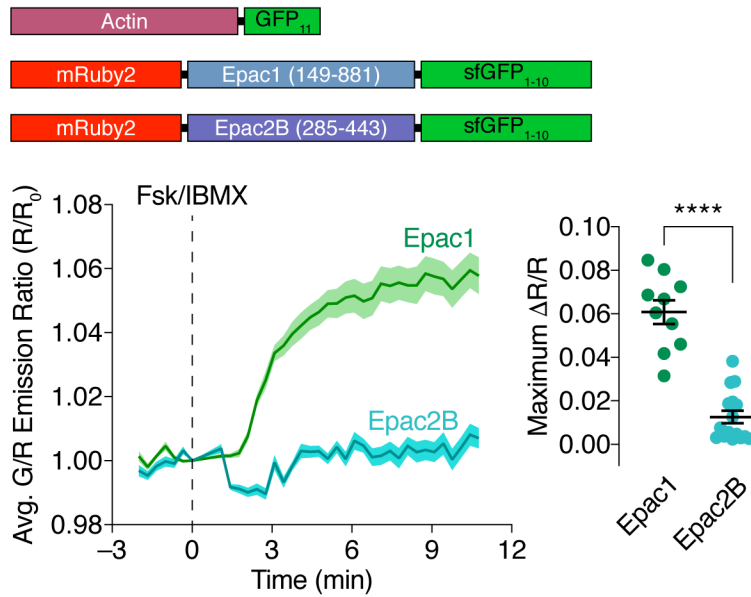 Actin GFP₁₁
mRuby2 Epac1 (149-881) sfGFP₁₋₁₀
mRuby2 Epac2B (285-443) sfGFP₁₋₁₀
Avg. G/R Emission Ratio (R/R₀)
Fsk/IBMX
1.08
1.06
1.04
1.02
1.00
0.98
Epac1
Epac2B
–3 0 3 6 9 12
Time (min)
Maximum ΔR/R
****
0.10
0.08
0.06
0.04
0.02
0.00
Epac1
Epac2B